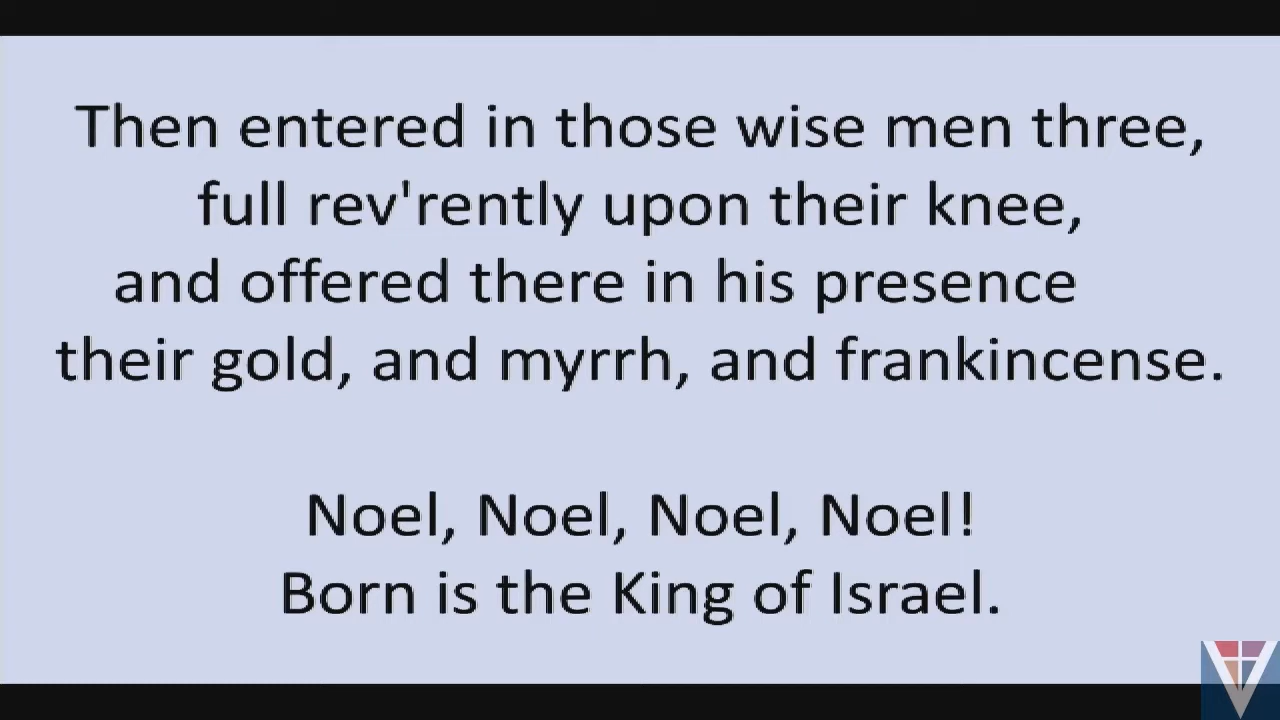 Then entered in those wise men three,
full rev'rently upon their knee,
and offered there in his presence
their gold, and myrrh, and frankincense.
Noel, Noel, Noel, Noel!
Born is the King of Israel.